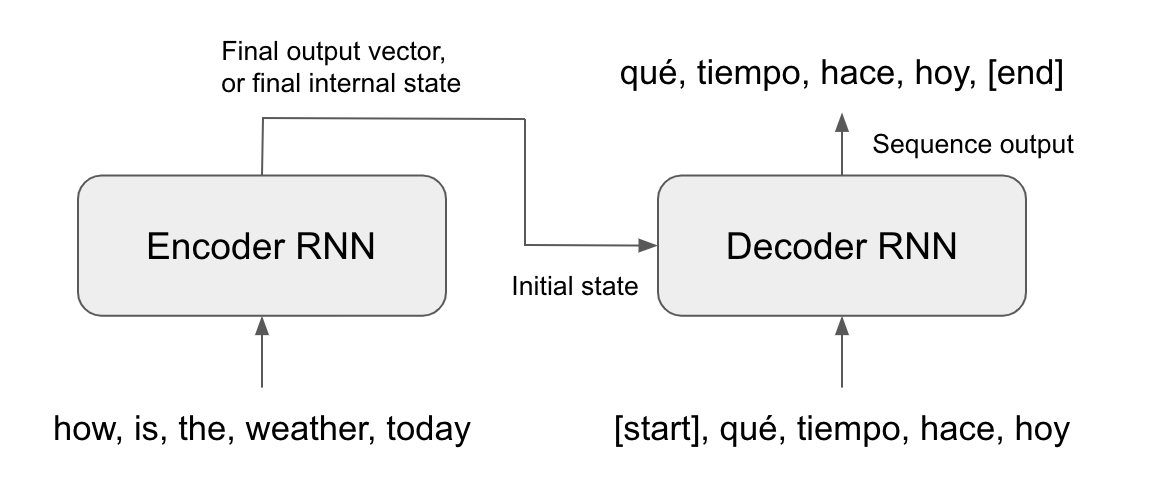 Final output vector,
or final internal state
qué, tiempo, hace, hoy, [end]
Sequence output
Encoder RNN
Decoder RNN
Initial state
how, is, the, weather, today
[start], qué, tiempo, hace, hoy